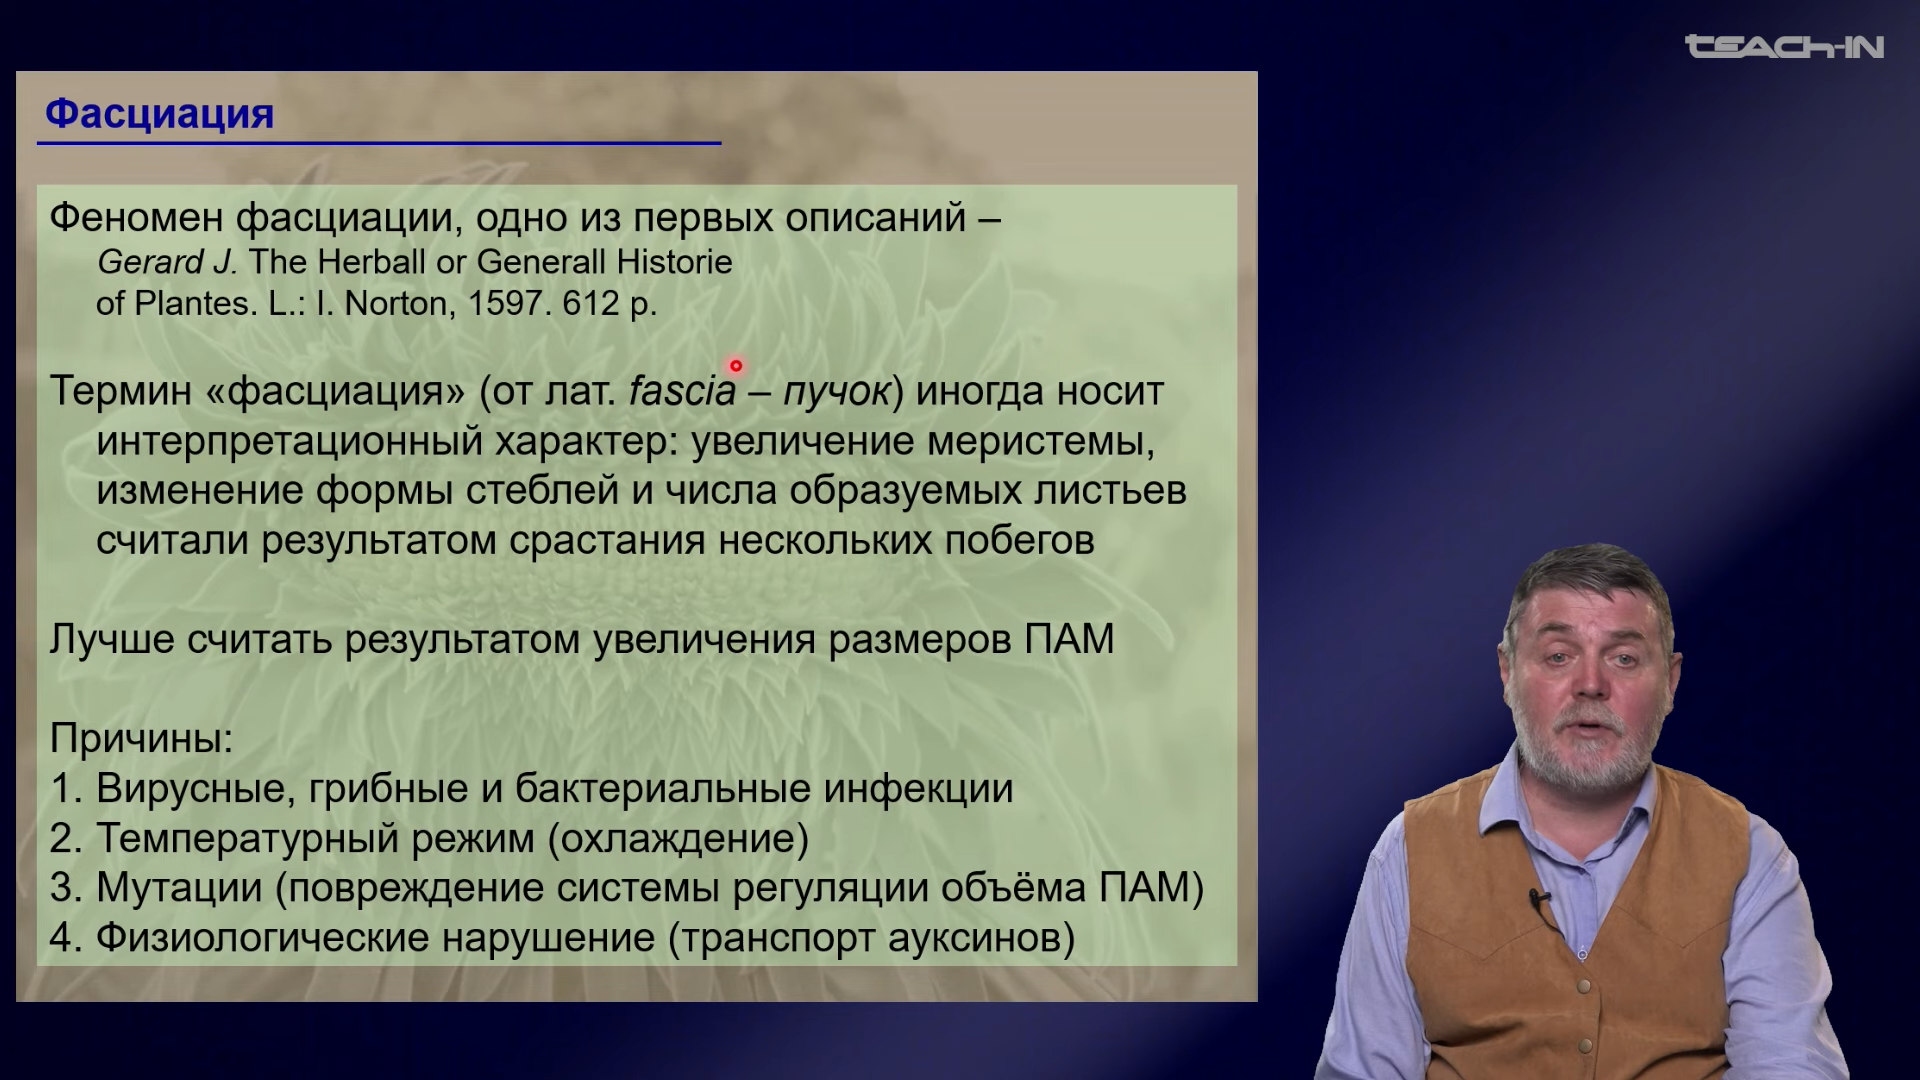 TEACH-IN
Фасциация
Феномен фасциации, одно из первых описаний –
Gerard J. The Herball or Generall Historie
of Plantes. L.: I. Norton, 1597. 612 p.
Термин «фасциация» (от лат. fascia – пучок) иногда носит
интерпретационный характер: увеличение меристемы,
изменение формы стеблей и числа образуемых листьев
считали результатом срастания нескольких побегов
Лучше считать результатом увеличения размеров ПАМ
Причины:
1. Вирусные, грибные и бактериальные инфекции
2. Температурный режим (охлаждение)
3. Мутации (повреждение системы регуляции объёма ПАМ)
4. Физиологические нарушение (транспорт ауксинов)